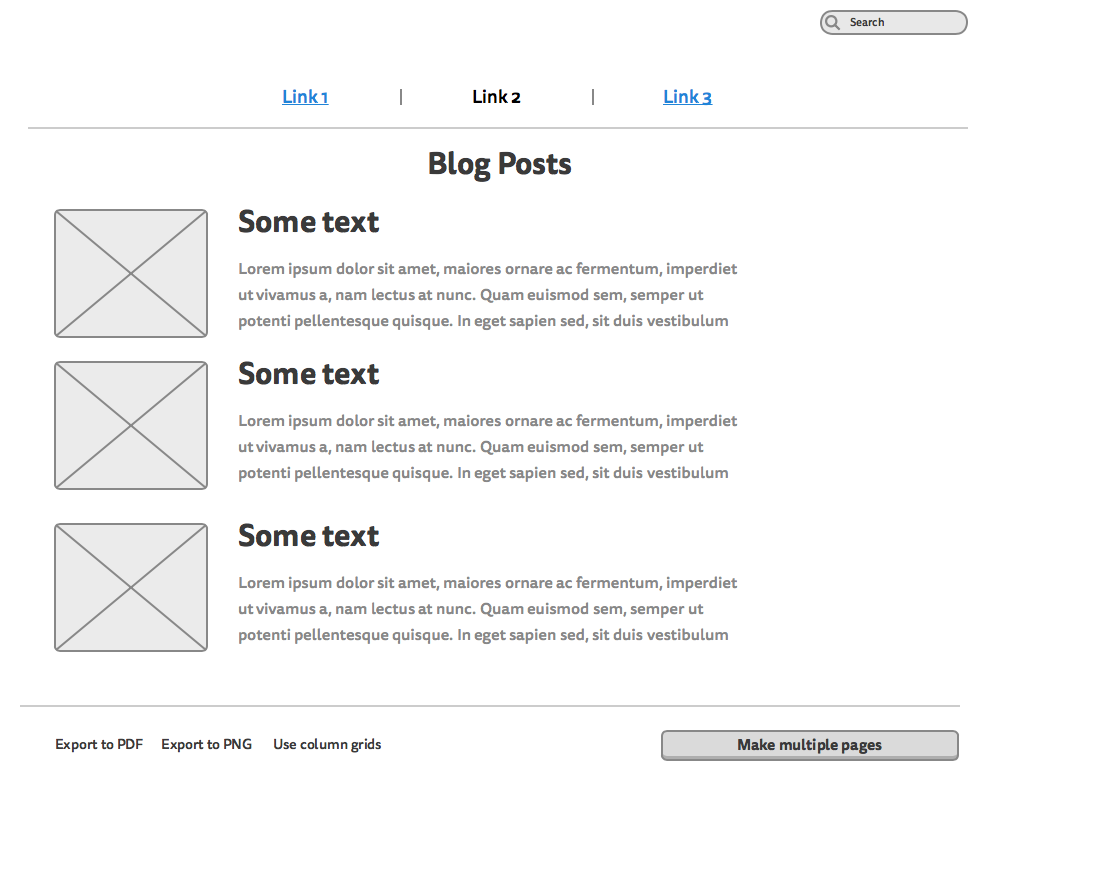 Search
Link 1 | Link 2 | Link 3
Blog Posts
Some text
Lorem ipsum dolor sit amet, maiores ornare ac fermentum, imperdiet
ut vivamus a, nam lectus at nunc. Quam euismod sem, semper ut
potenti pellentesque quisque. In eget sapien sed, sit duis vestibulum
Some text
Lorem ipsum dolor sit amet, maiores ornare ac fermentum, imperdiet
ut vivamus a, nam lectus at nunc. Quam euismod sem, semper ut
potenti pellentesque quisque. In eget sapien sed, sit duis vestibulum
Some text
Lorem ipsum dolor sit amet, maiores ornare ac fermentum, imperdiet
ut vivamus a, nam lectus at nunc. Quam euismod sem, semper ut
potenti pellentesque quisque. In eget sapien sed, sit duis vestibulum
Export to PDF Export to PNG Use column grids Make multiple pages